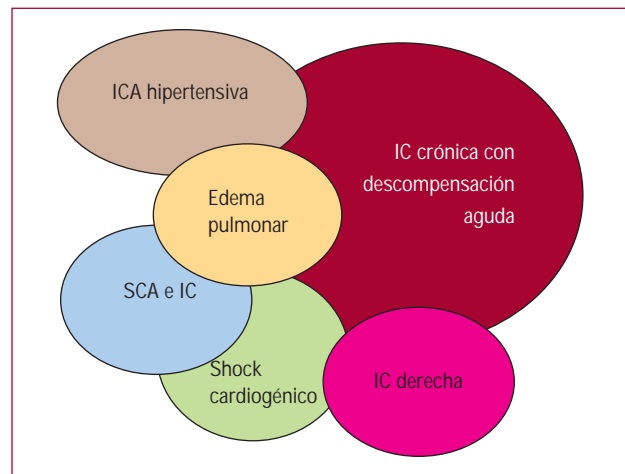 ICA hipertensiva
IC crónica con
descompensación
aguda
Edema
pulmonar
SCA e IC
Shock
cardiogénico
IC derecha